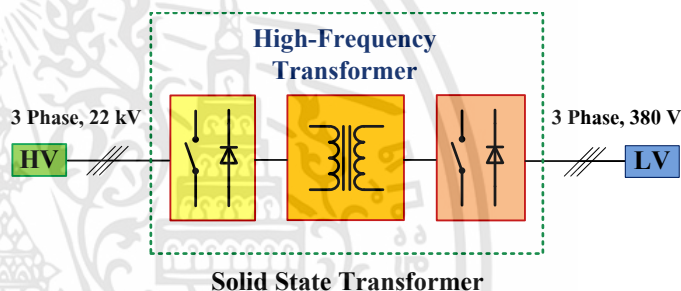 High-Frequency
Transformer
3 Phase, 22 kV
3 Phase, 380 V
HV
LV
Solid State Transformer